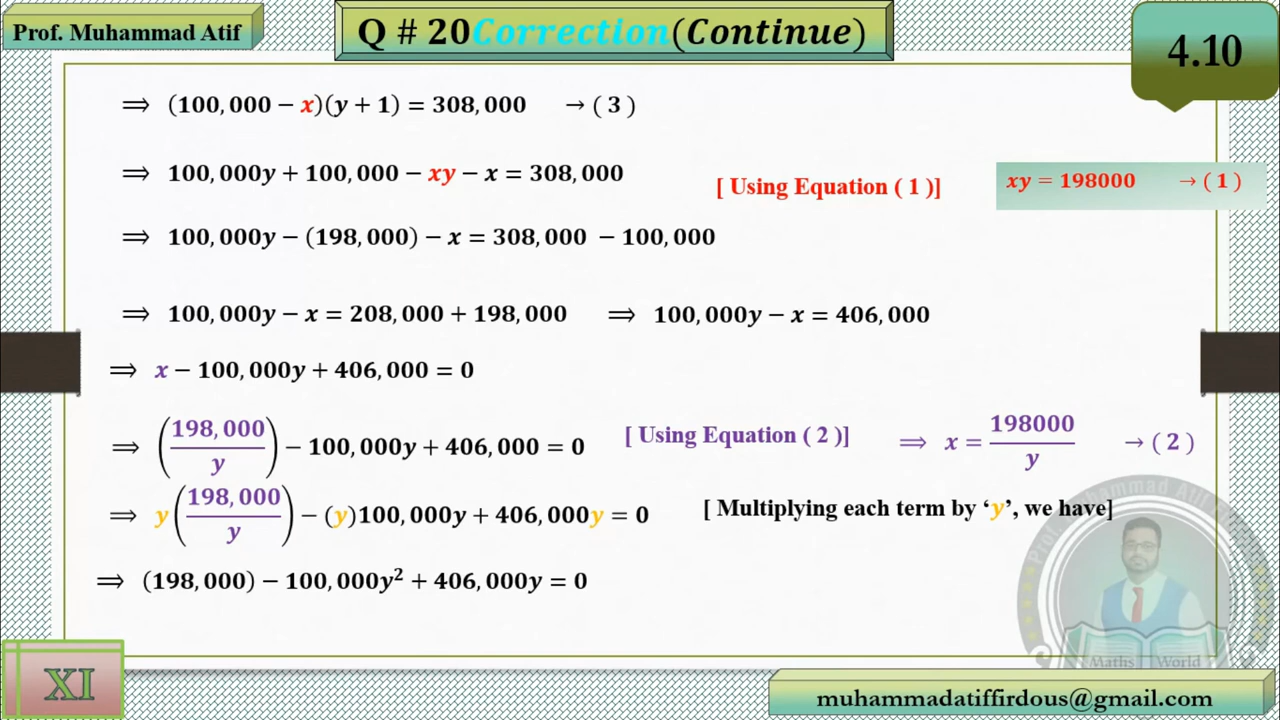 Prof. Muhammad Atif
Q # 20Correction(Continue)
4.10
⟹ (100,000 − x)(y + 1) = 308,000 → ( 3 )
⟹ 100,000y + 100,000 − xy − x = 308,000
[ Using Equation ( 1 )]
xy = 198000 → ( 1 )
⟹ 100,000y − (198,000) − x = 308,000 − 100,000
⟹ 100,000y − x = 208,000 + 198,000 ⟹ 100,000y − x = 406,000
⟹ x − 100,000y + 406,000 = 0
⟹ (198,000/y) − 100,000y + 406,000 = 0 [ Using Equation ( 2 )] ⟹ x = 198000/y → ( 2 )
⟹ y(198,000/y) − (y)100,000y + 406,000y = 0 [ Multiplying each term by ‘y’, we have]
⟹ (198,000) − 100,000y² + 406,000y = 0
Maths World
XI
muhammadatiffirdous@gmail.com